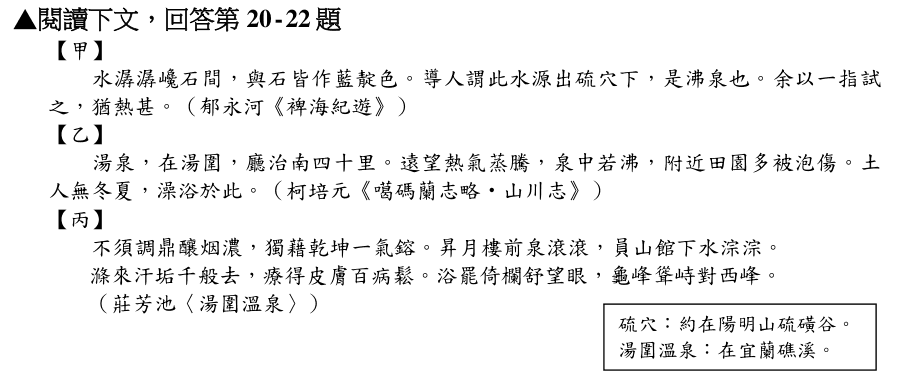 ▲閱讀下文，回答第 20-22 題
【甲】
水潺潺巉石間，與石皆作藍靛色。導人謂此水源出硫穴下，是沸泉也。余以一指試
之，猶熱甚。（郁永河《裨海紀遊》）
【乙】
湯泉，在湯圍，廳治南四十里。遠望熱氣蒸騰，泉中若沸，附近田園多被泡傷。土
人無冬夏，澡浴於此。（柯培元《噶碼蘭志略・山川志》）
【丙】
不須調鼎釀烟濃，獨藉乾坤一氣鎔。昇月樓前泉滾滾，員山館下水淙淙。
滌來汗垢千般去，療得皮膚百病鬆。浴罷倚欄舒望眼，龜峰聳峙對西峰。
（莊芳池〈湯圍溫泉〉）
硫穴：約在陽明山硫磺谷。
湯圍溫泉：在宜蘭礁溪。